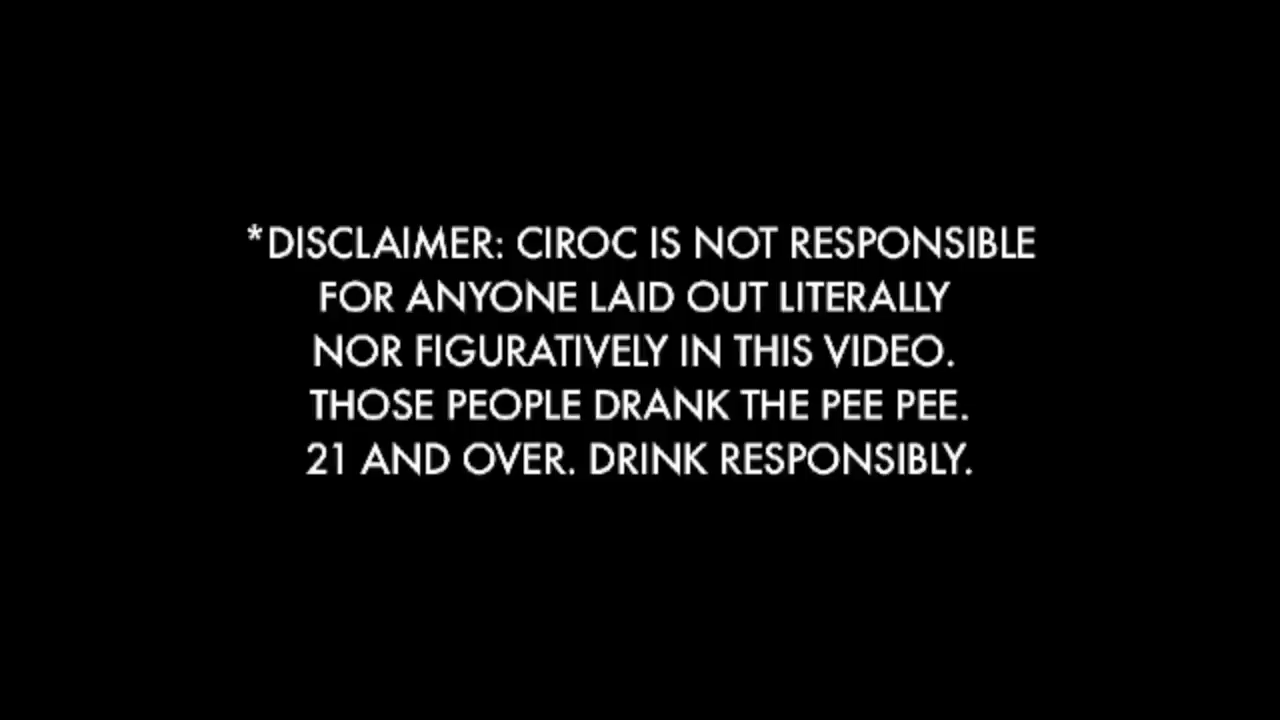 *DISCLAIMER: CIROC IS NOT RESPONSIBLE
FOR ANYONE LAID OUT LITERALLY
NOR FIGURATIVELY IN THIS VIDEO.
THOSE PEOPLE DRANK THE PEE PEE.
21 AND OVER. DRINK RESPONSIBLY.